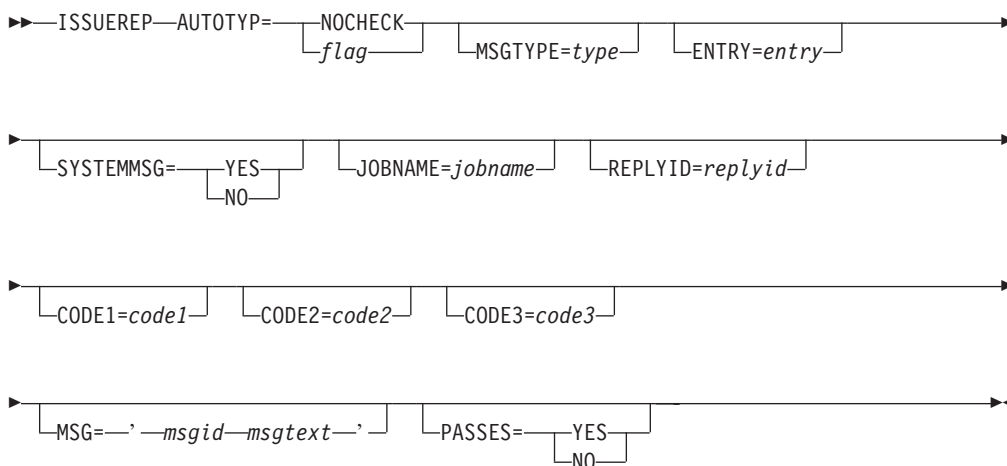 ISSUEREP AUTOTYP= NOCHECK
flag
MSGTYPE=type
ENTRY=entry
SYSTEMMSG= YES
NO
JOBNAME=jobname
REPLYID=replyid
CODE1=code1
CODE2=code2
CODE3=code3
MSG= ' msgid msgtext '
PASSES= YES
NO